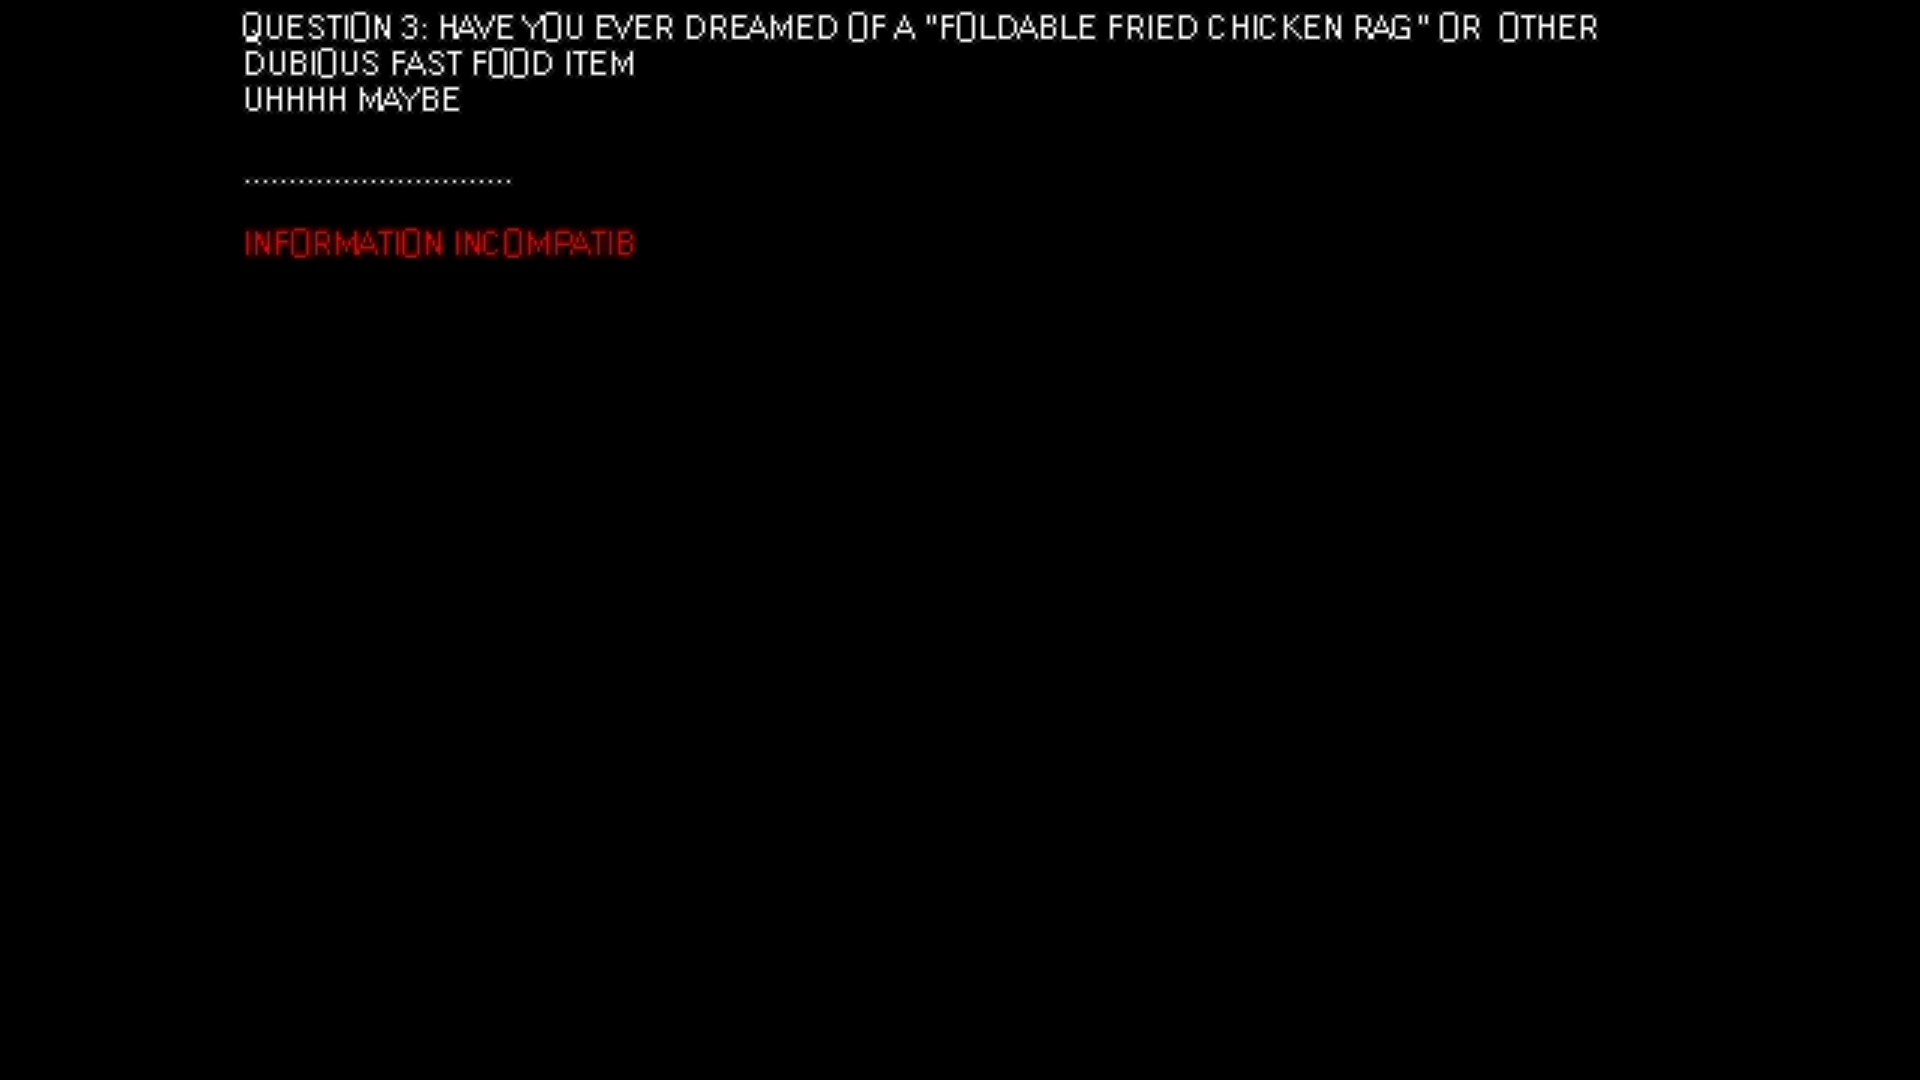 QUESTION 3: HAVE YOU EVER DREAMED OF A "FOLDABLE FRIED CHICKEN RAG" OR OTHER
DUBIOUS FAST FOOD ITEM
UHHHH MAYBE
..............................
INFORMATION INCOMPATIB